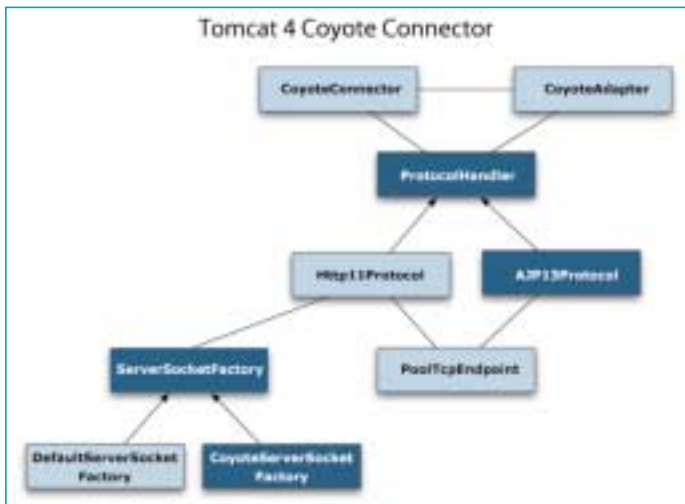 Tomcat 4 Coyote Connector
CoyoteConnector
CoyoteAdapter
ProtocolHandler
Http11Protocol
AJP13Protocol
ServerSocketFactory
PoolTcpEndpoint
DefaultServerSocket
Factory
CoyoteServerSocket
Factory